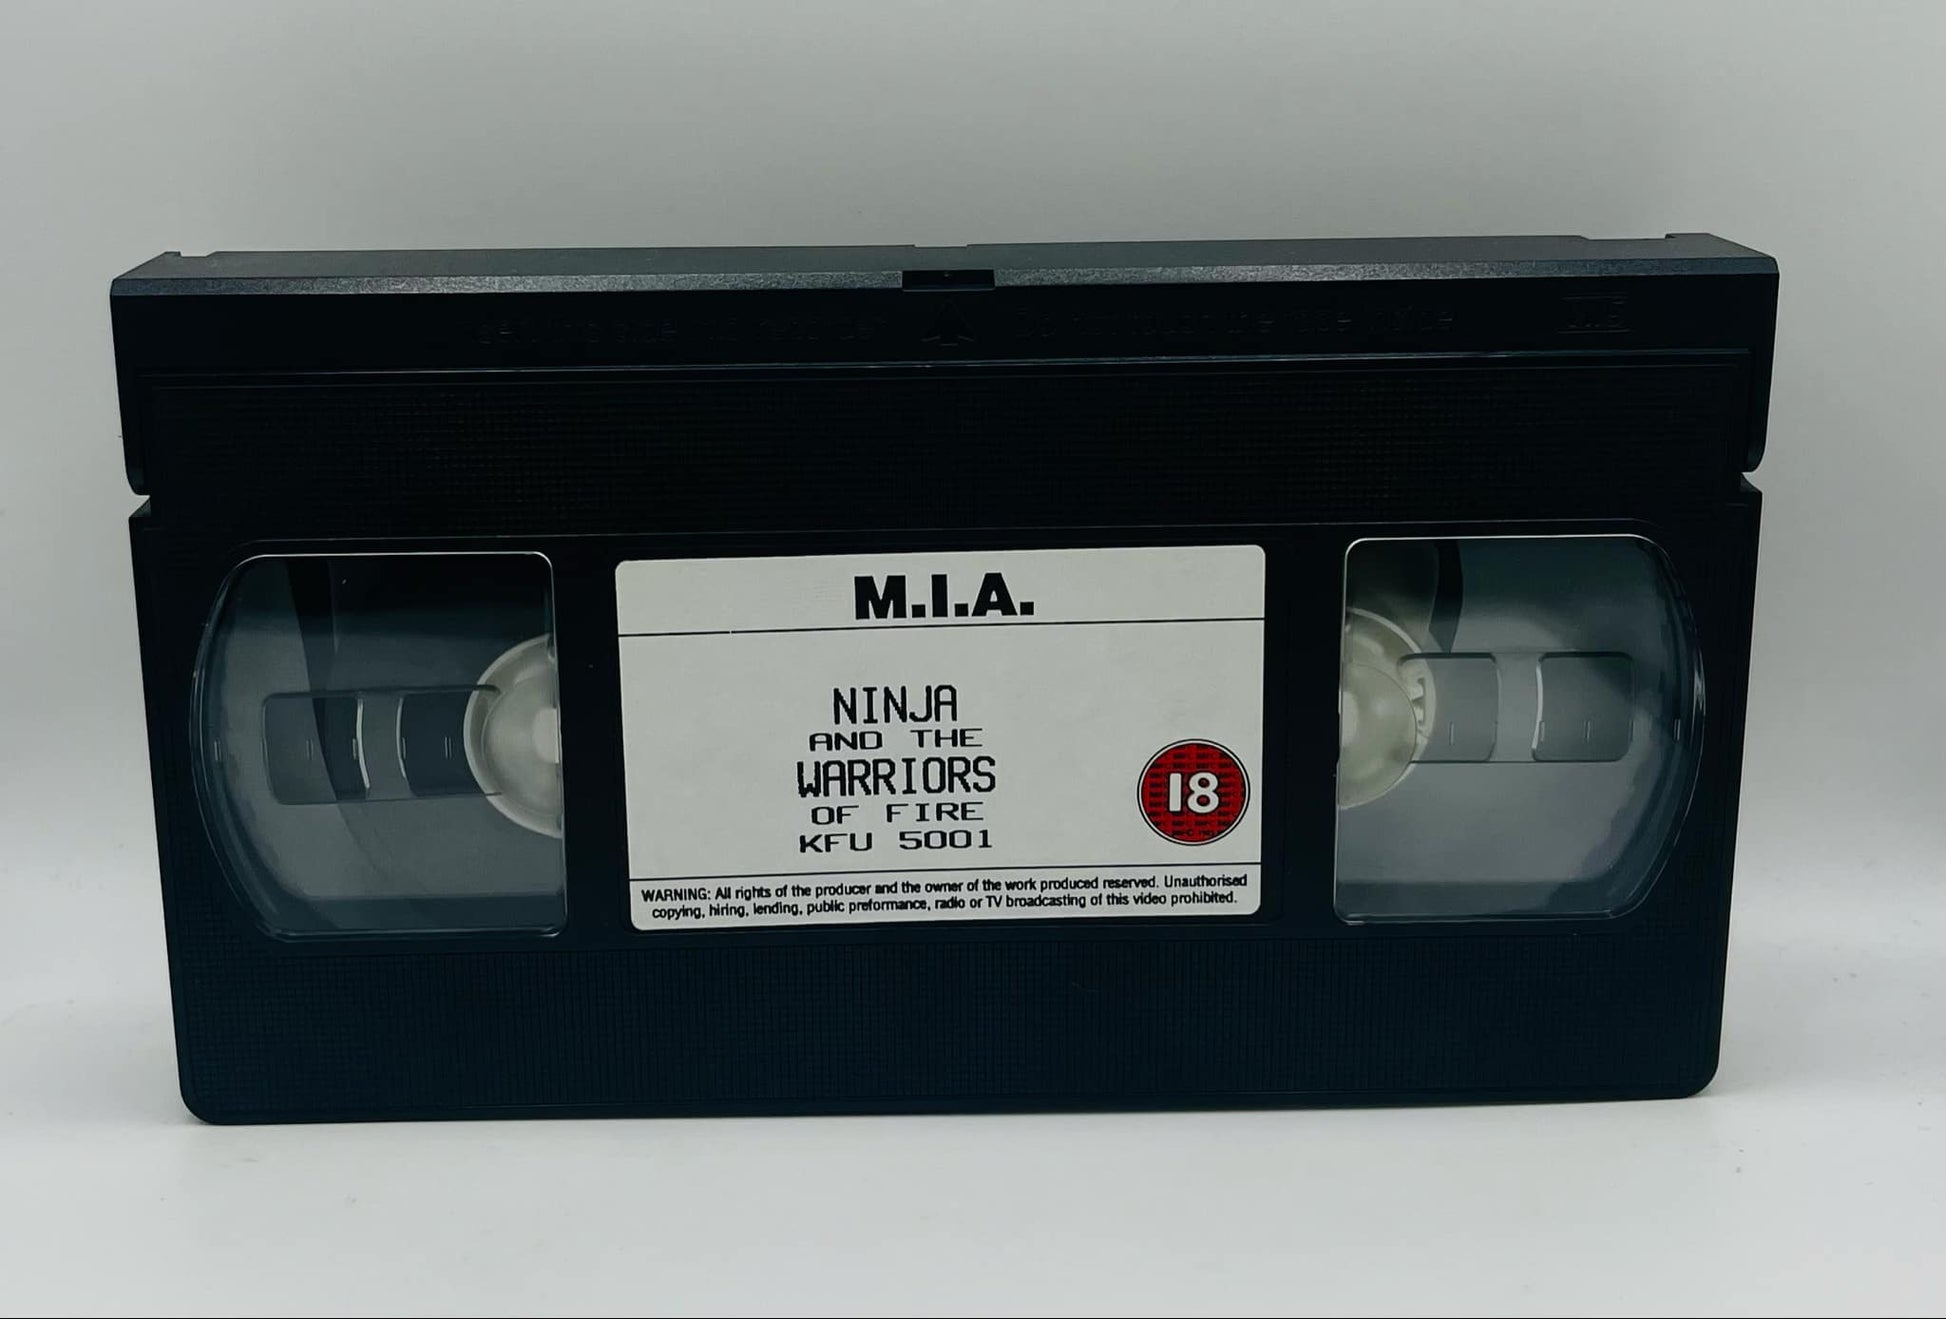 M.I.A.
NINJA
AND THE
WARRIORS
OF FIRE
KFU 5001
18
WARNING: All rights of the producer and the owner of the work produced reserved. Unauthorised
copying, hiring, lending, public preformance, radio or TV broadcasting of this video prohibited.